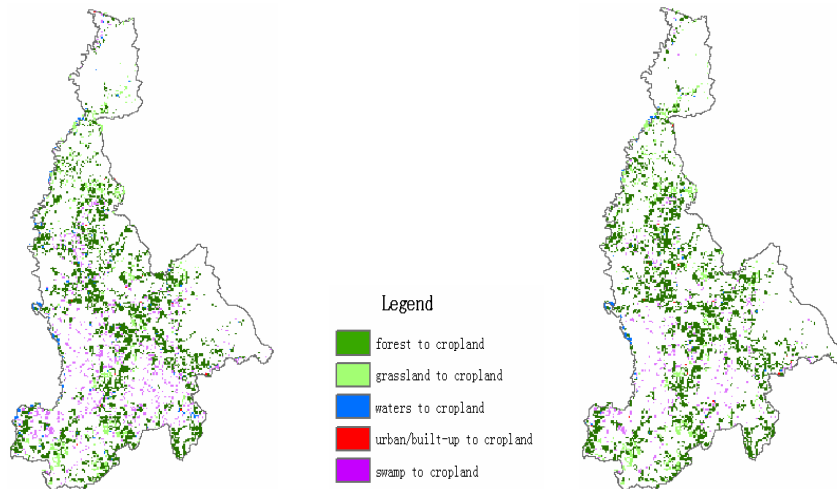 Legend
forest to cropland
grassland to cropland
waters to cropland
urban/built-up to cropland
swamp to cropland